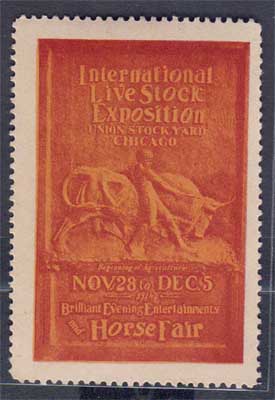 International
Live Stock
Exposition
UNION STOCK YARD
CHICAGO
Beginning of Agriculture
NOV. 28 to DEC. 5
Brilliant Evening Entertainments
and Horse Fair